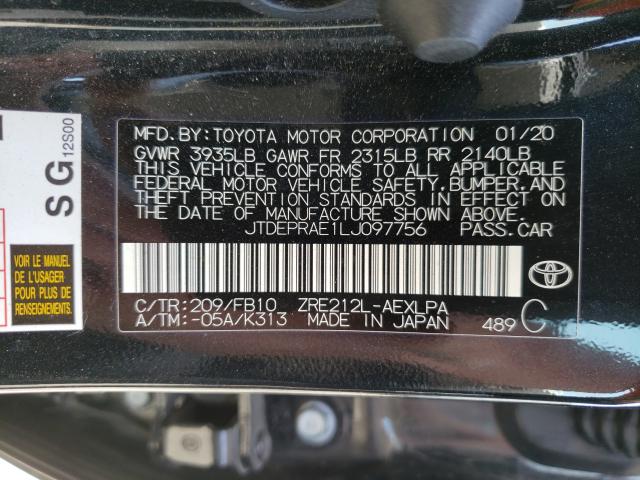 MFD. BY: TOYOTA MOTOR CORPORATION 01/20
GVWR 3935LB GAWR FR 2315LB RR 2140LB
THIS VEHICLE CONFORMS TO ALL APPLICABLE
FEDERAL MOTOR VEHICLE SAFETY, BUMPER, AND
THEFT PREVENTION STANDARDS IN EFFECT ON
THE DATE OF MANUFACTURE SHOWN ABOVE.
JTDEPRAE1LJ097756 PASS. CAR
C/TR: 209/FB10 ZRE212L-AEXLPA
A/TM: -05A/K313 MADE IN JAPAN 489 C
TOYOTA
SG 12S00
VOIR LE MANUEL
DE L'USAGER
POUR PLUS DE
RENSEIGNEMENTS